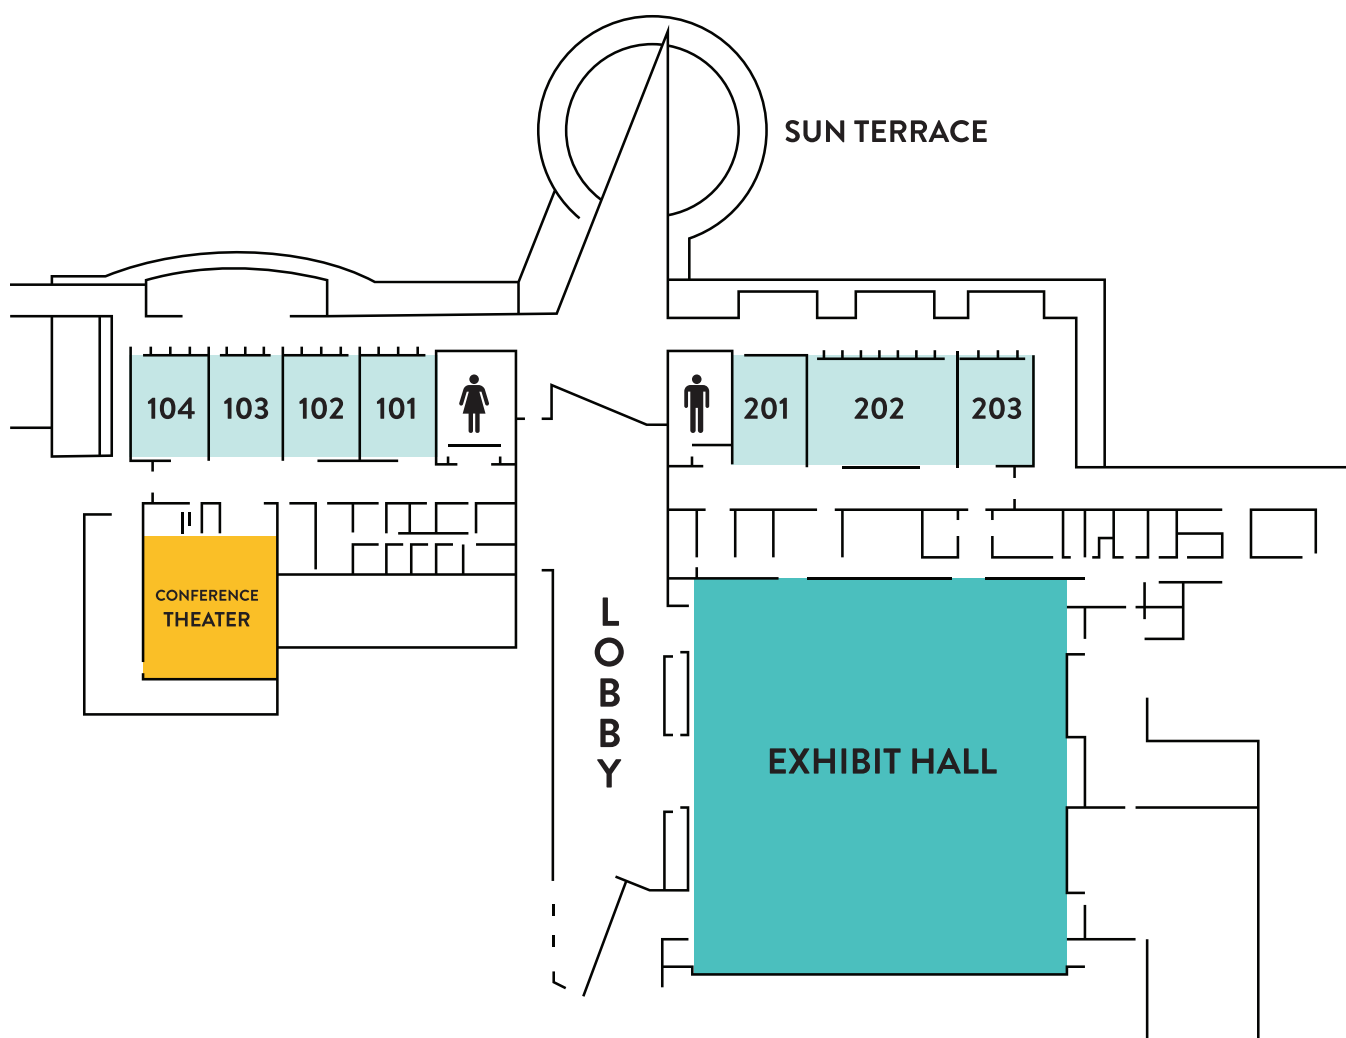 SUN TERRACE
104
103
102
101
201
202
203
CONFERENCE
THEATER
LOBBY
EXHIBIT HALL